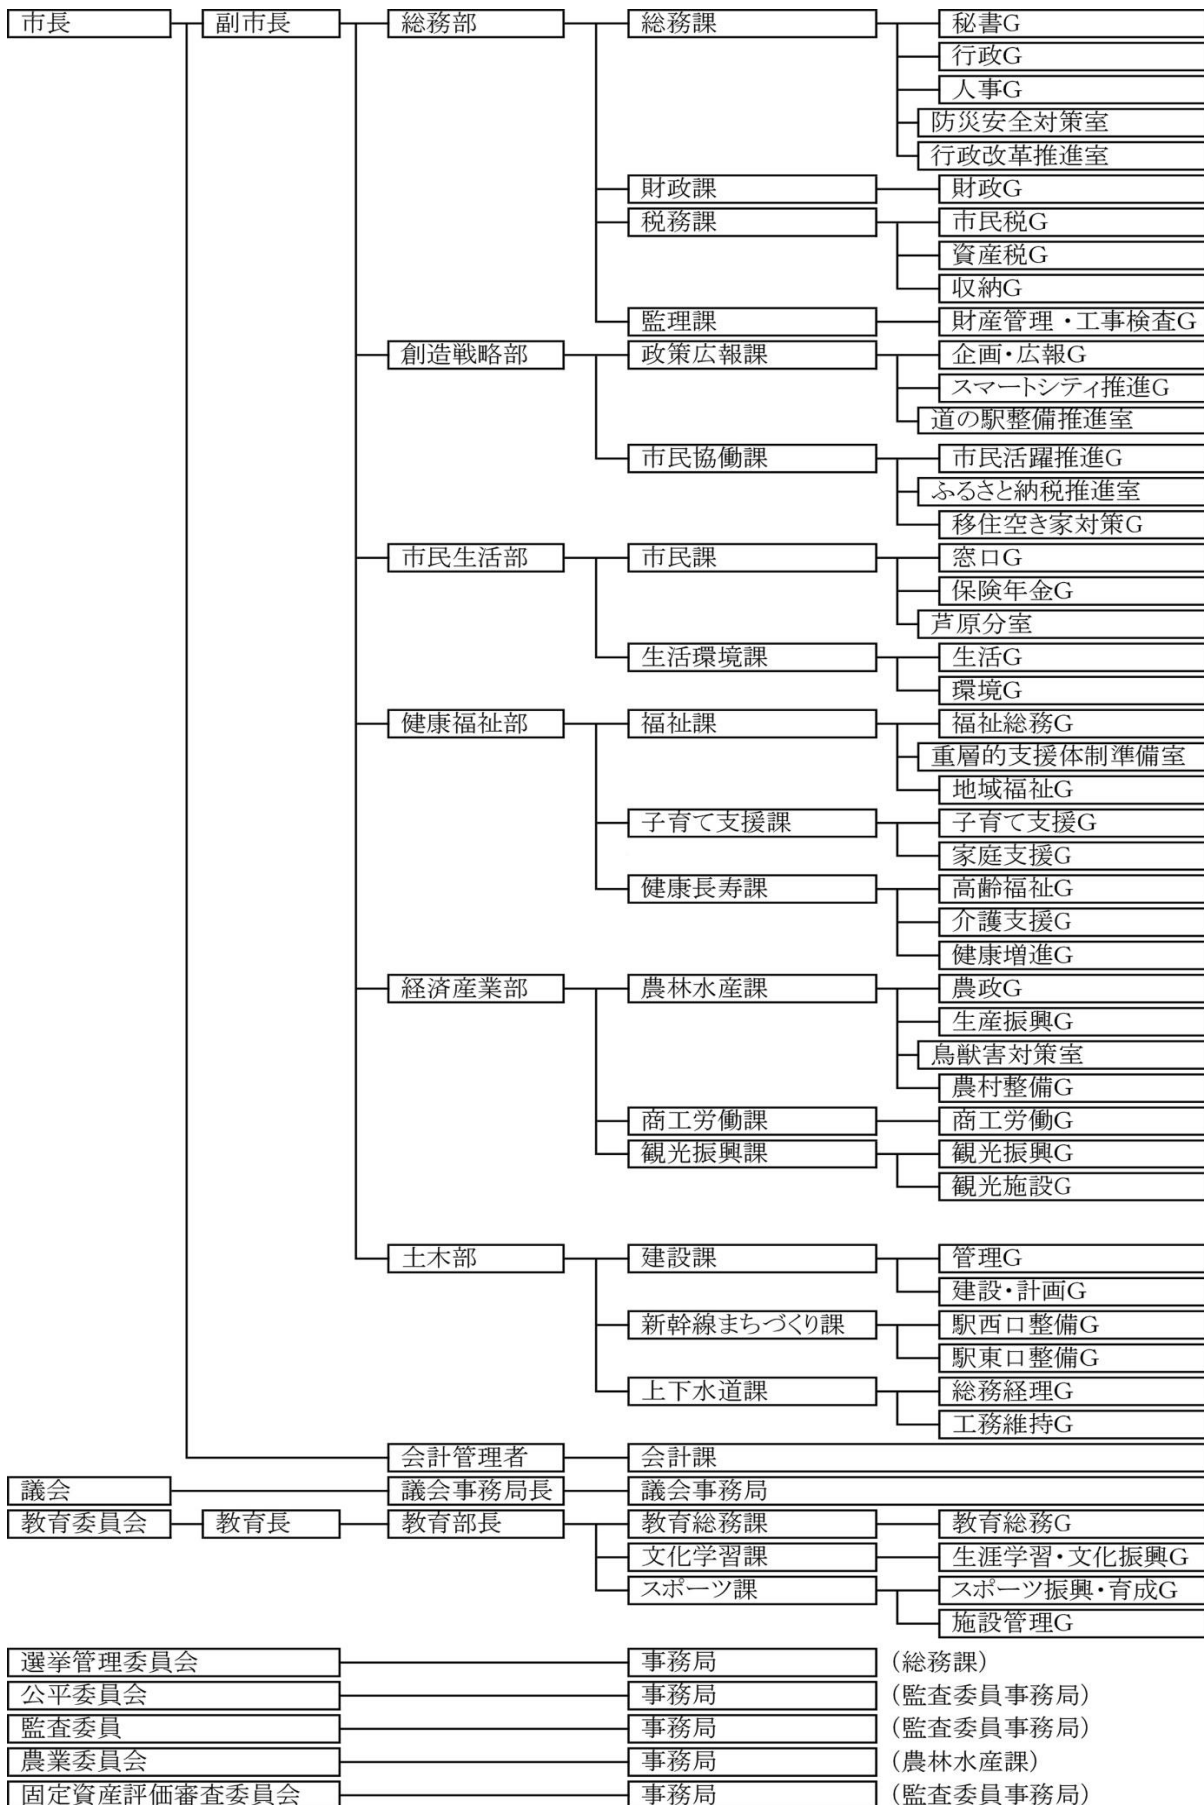 市長 副市長 総務部 総務課 秘書G
行政G
人事G
防災安全対策室
行政改革推進室
財政課 財政G
税務課 市民税G
資産税G
収納G
監理課 財産管理・工事検査G
創造戦略部 政策広報課 企画・広報G
スマートシティ推進G
道の駅整備推進室
市民協働課 市民活躍推進G
ふるさと納税推進室
移住空き家対策G
市民生活部 市民課 窓口G
保険年金G
芦原分室
生活環境課 生活G
環境G
健康福祉部 福祉課 福祉総務G
重層的支援体制準備室
地域福祉G
子育て支援課 子育て支援G
家庭支援G
健康長寿課 高齢福祉G
介護支援G
健康増進G
経済産業部 農林水産課 農政G
生産振興G
鳥獣害対策室
農村整備G
商工労働課 商工労働G
観光振興課 観光振興G
観光施設G
土木部 建設課 管理G
建設・計画G
新幹線まちづくり課 駅西口整備G
駅東口整備G
上下水道課 総務経理G
工務維持G
会計管理者 会計課
議会 議会事務局長 議会事務局
教育委員会 教育長 教育部長 教育総務課 教育総務G
文化学習課 生涯学習・文化振興G
スポーツ課 スポーツ振興・育成G
施設管理G
選挙管理委員会 事務局 (総務課)
公平委員会 事務局 (監査委員事務局)
監査委員 事務局 (監査委員事務局)
農業委員会 事務局 (農林水産課)
固定資産評価審査委員会 事務局 (監査委員事務局)